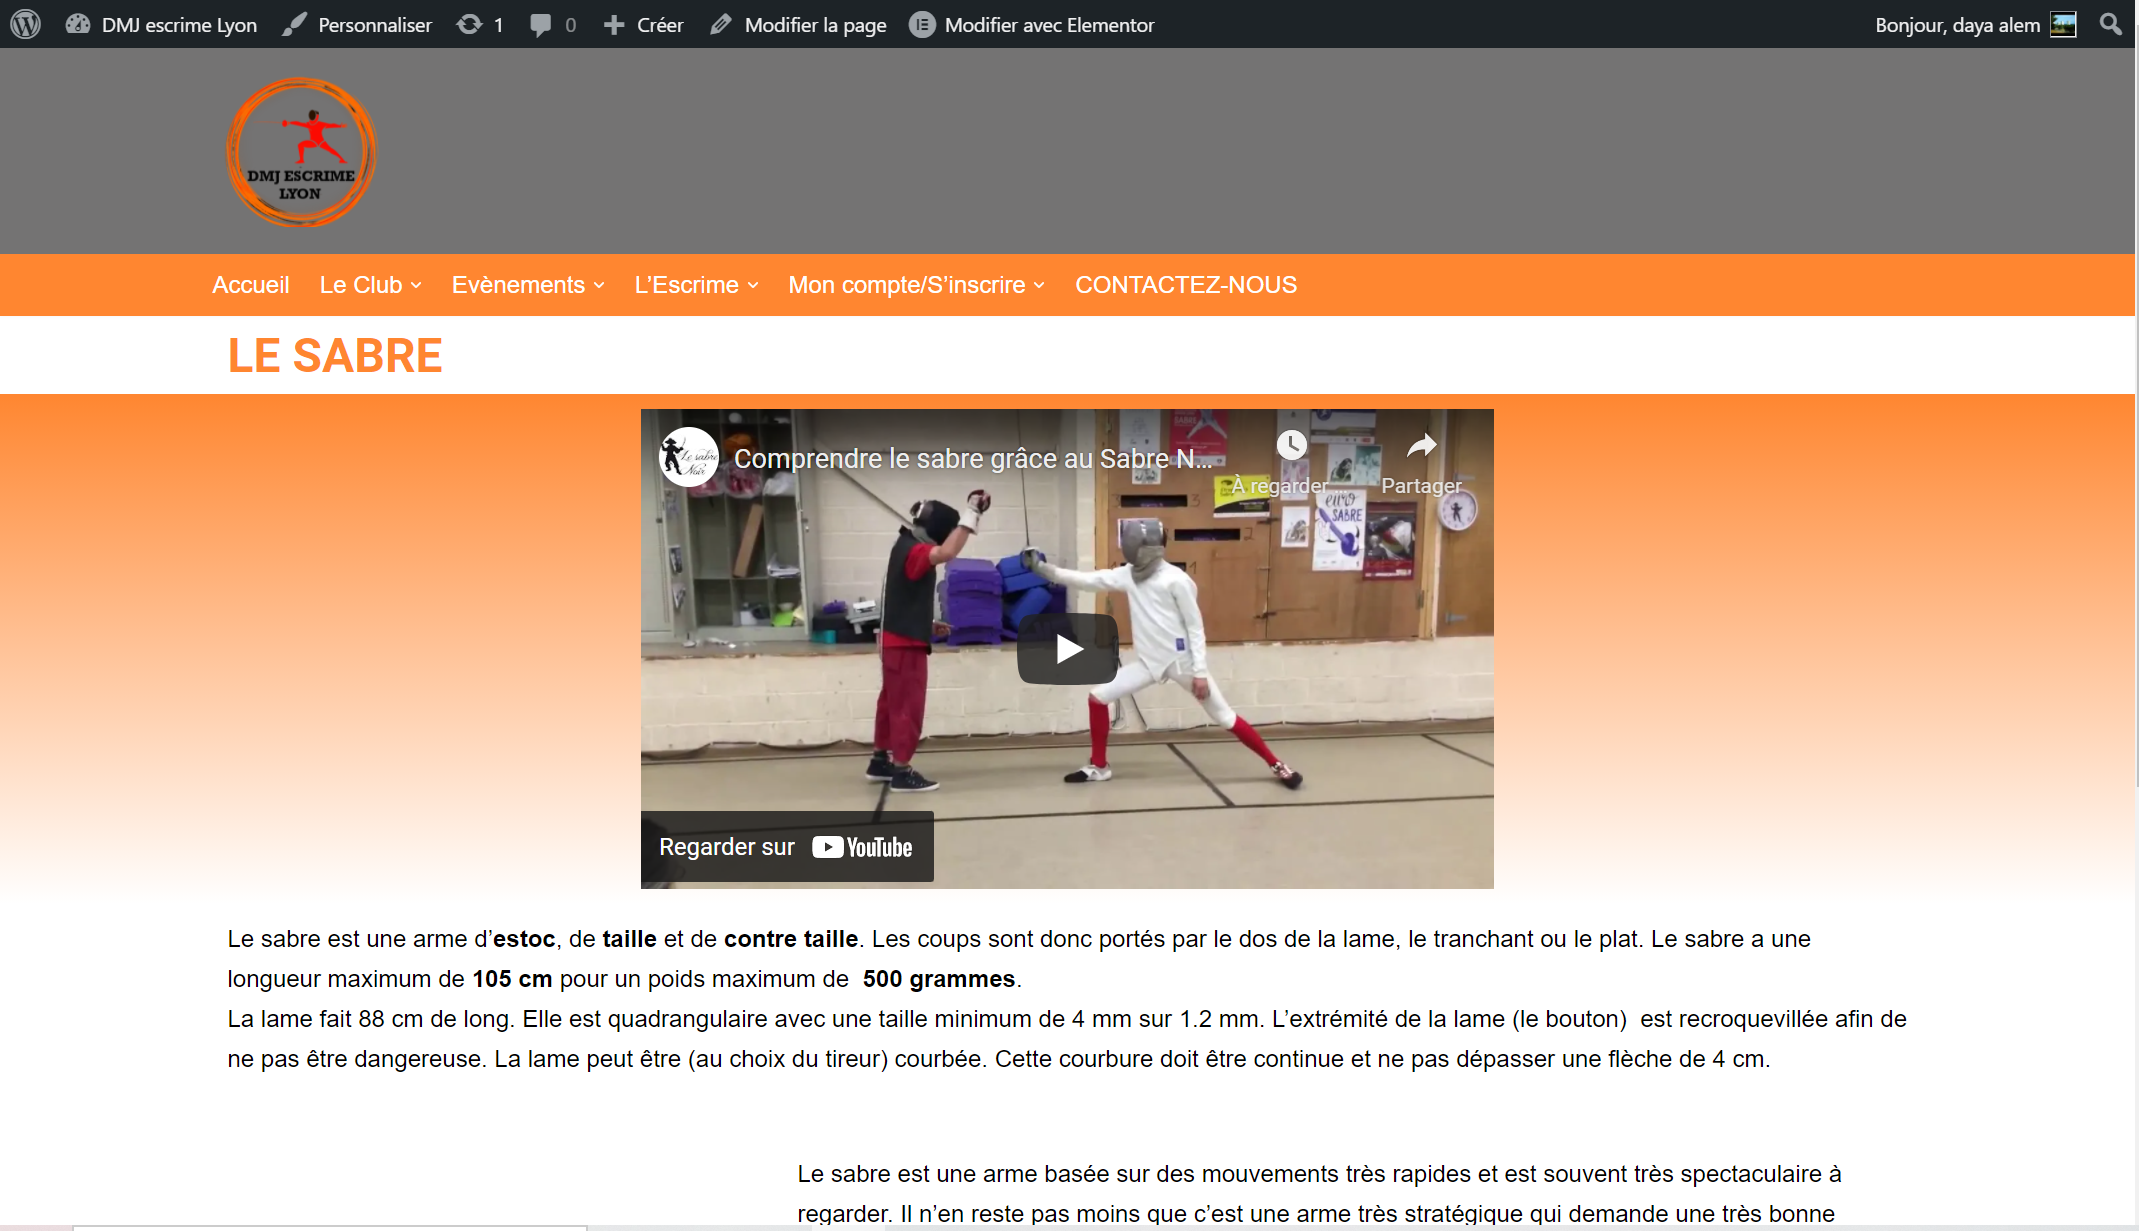 DMJ escrime Lyon Personnaliser 1 0 Créer Modifier la page Modifier avec Elementor Bonjour, daya alem
DMJ ESCRIME
LYON
Accueil Le Club Evènements L’Escrime Mon compte/S’inscrire CONTACTEZ-NOUS
LE SABRE
Le sabre
Noir
Comprendre le sabre grâce au Sabre N...
À regarder ... Partager
SABRE
euro
SABRE
Regarder sur YouTube
Le sabre est une arme d’estoc, de taille et de contre taille. Les coups sont donc portés par le dos de la lame, le tranchant ou le plat. Le sabre a une
longueur maximum de 105 cm pour un poids maximum de 500 grammes.
La lame fait 88 cm de long. Elle est quadrangulaire avec une taille minimum de 4 mm sur 1.2 mm. L’extrémité de la lame (le bouton) est recroquevillée afin de
ne pas être dangereuse. La lame peut être (au choix du tireur) courbée. Cette courbure doit être continue et ne pas dépasser une flèche de 4 cm.
Le sabre est une arme basée sur des mouvements très rapides et est souvent très spectaculaire à
regarder. Il n’en reste pas moins que c’est une arme très stratégique qui demande une très bonne